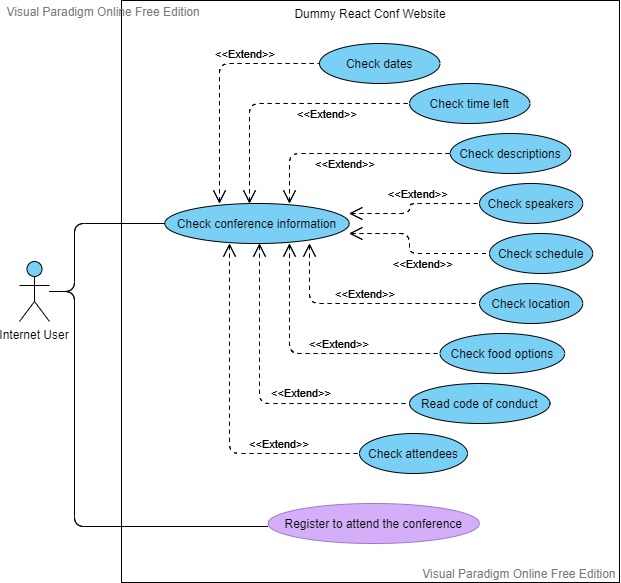 Visual Paradigm Online Free Edition
Dummy React Conf Website
<<Extend>>
Check dates
Check time left
<<Extend>>
Check descriptions
<<Extend>>
<<Extend>>
Check speakers
Check conference information
Check schedule
<<Extend>>
<<Extend>>
Check location
Internet User
<<Extend>>
Check food options
<<Extend>>
Read code of conduct
<<Extend>>
Check attendees
Register to attend the conference
Visual Paradigm Online Free Edition